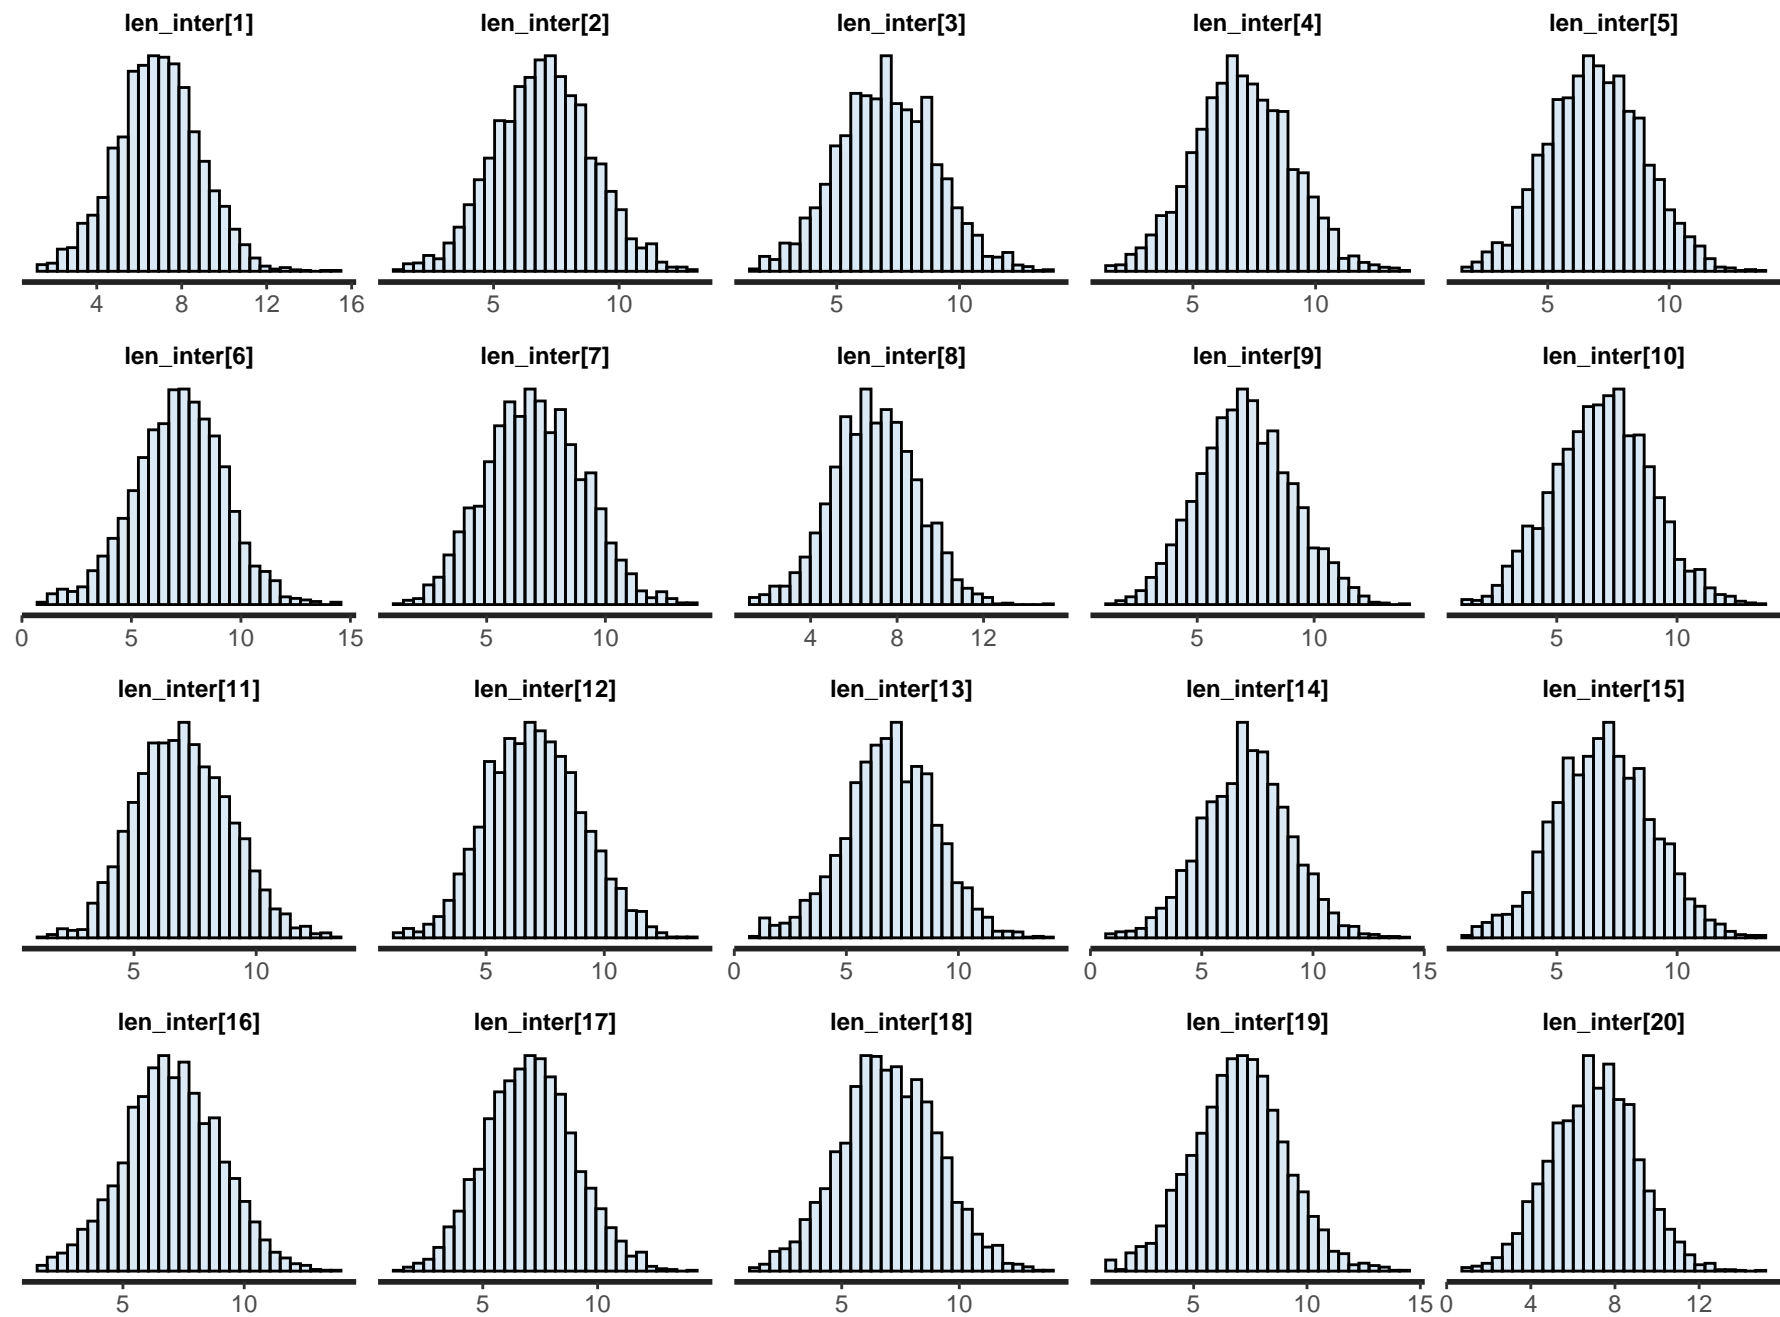 len_inter[1] len_inter[2] len_inter[3] len_inter[4] len_inter[5]
4 8 12 16 5 10 5 10 5 10 5 10
len_inter[6] len_inter[7] len_inter[8] len_inter[9] len_inter[10]
0 5 10 15 5 10 4 8 12 5 10 5 10
len_inter[11] len_inter[12] len_inter[13] len_inter[14] len_inter[15]
5 10 5 10 0 5 10 0 5 10 15 5 10
len_inter[16] len_inter[17] len_inter[18] len_inter[19] len_inter[20]
5 10 5 10 5 10 5 10 15 0 4 8 12